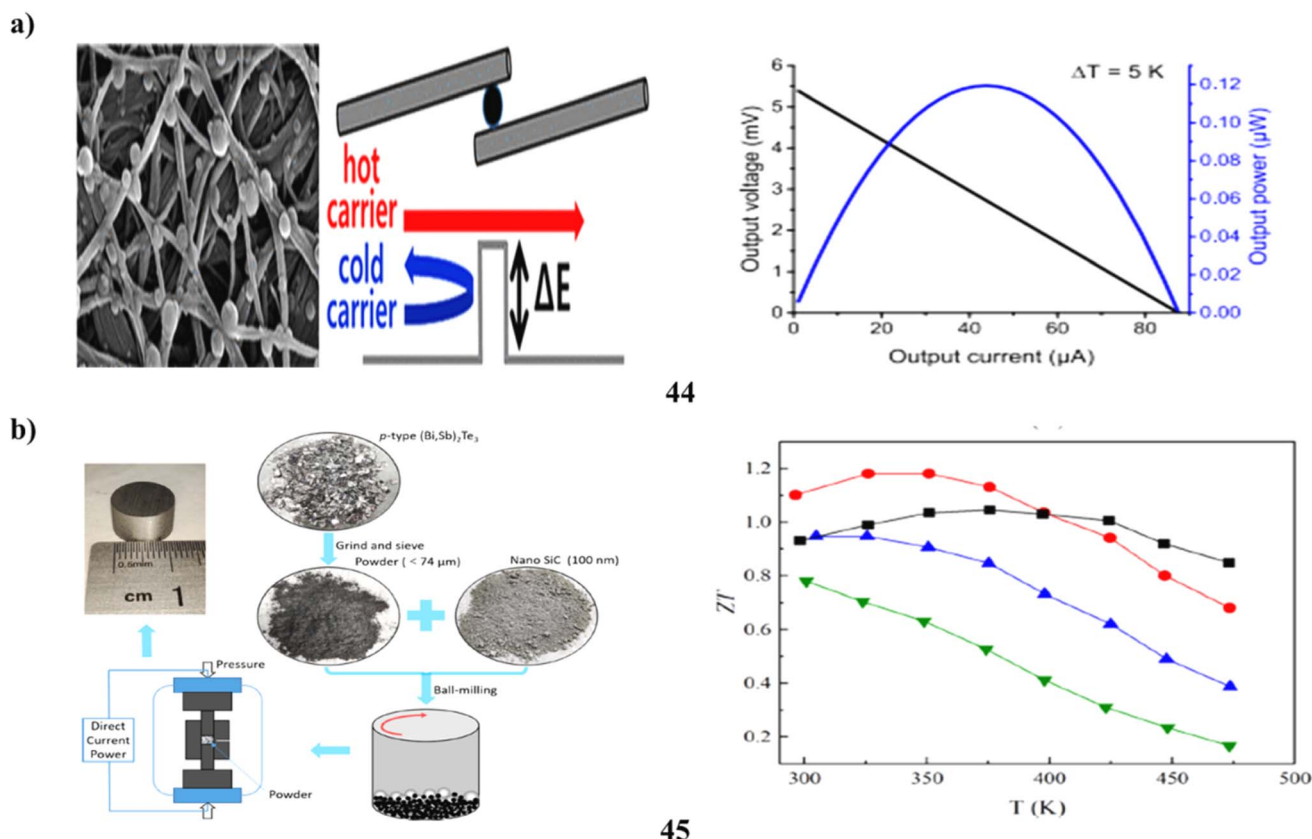 a)
hot
carrier
cold
carrier
ΔE
ΔT = 5 K
Output voltage (mV)
6
5
4
3
2
1
0
0.12
0.10
0.08
0.06
0.04
0.02
0.00
Output power (µW)
0
20
40
60
80
Output current (µA)
44
b)
p-type (Bi,Sb)₂Te₃
Grind and sieve
Powder ( < 74 µm)
Nano SiC (100 nm)
0.5mm
cm 1
Pressure
Ball-milling
Direct
Current
Power
Powder
ZT
1.2
1.0
0.8
0.6
0.4
0.2
300
350
400
450
500
T (K)
45